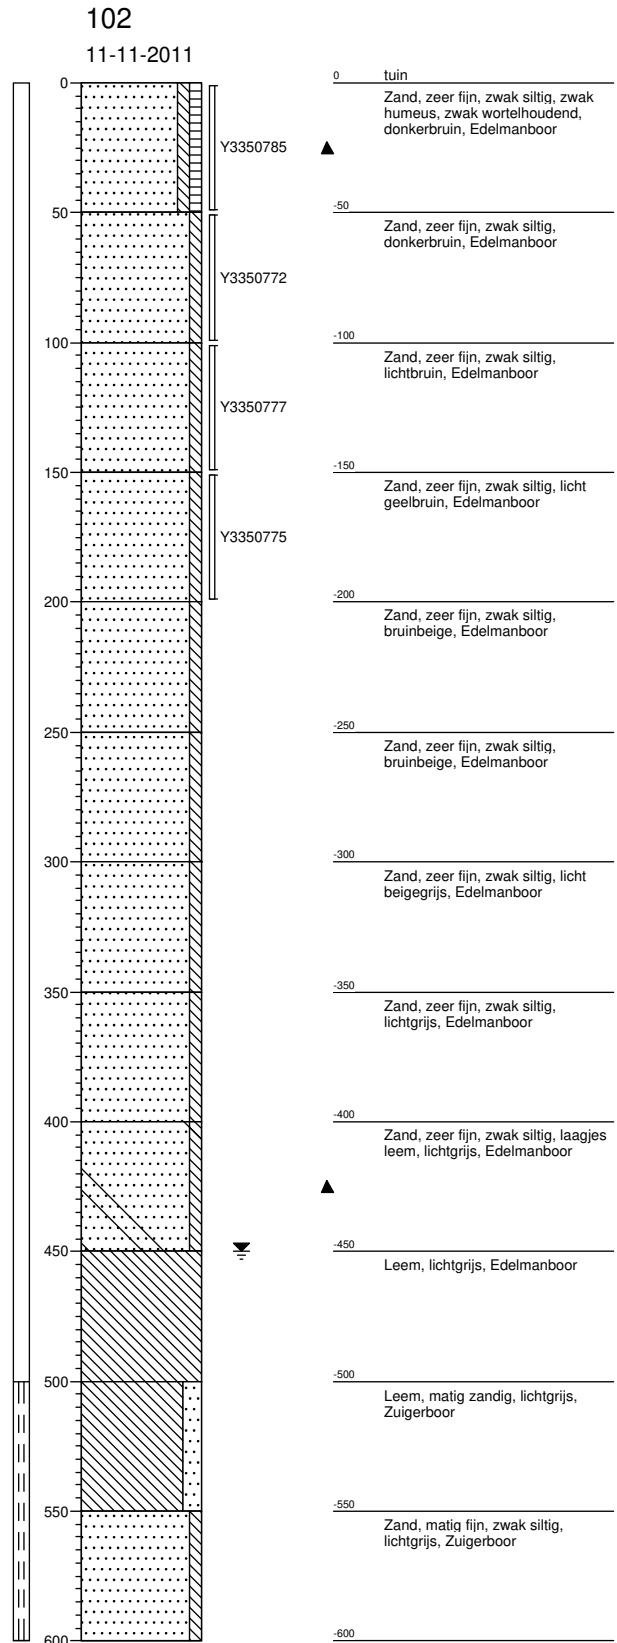 102
11-11-2011
0
50
100
150
200
250
300
350
400
450
500
550
600
Y3350785
Y3350772
Y3350777
Y3350775
0
tuin
Zand, zeer fijn, zwak siltig, zwak
humeus, zwak wortelhoudend,
donkerbruin, Edelmanboor
-50
Zand, zeer fijn, zwak siltig,
donkerbruin, Edelmanboor
-100
Zand, zeer fijn, zwak siltig,
lichtbruin, Edelmanboor
-150
Zand, zeer fijn, zwak siltig, licht
geelbruin, Edelmanboor
-200
Zand, zeer fijn, zwak siltig,
bruinbeige, Edelmanboor
-250
Zand, zeer fijn, zwak siltig,
bruinbeige, Edelmanboor
-300
Zand, zeer fijn, zwak siltig, licht
beigegrijs, Edelmanboor
-350
Zand, zeer fijn, zwak siltig,
lichtgrijs, Edelmanboor
-400
Zand, zeer fijn, zwak siltig, laagjes
leem, lichtgrijs, Edelmanboor
-450
Leem, lichtgrijs, Edelmanboor
-500
Leem, matig zandig, lichtgrijs,
Zuigerboor
-550
Zand, matig fijn, zwak siltig,
lichtgrijs, Zuigerboor
-600